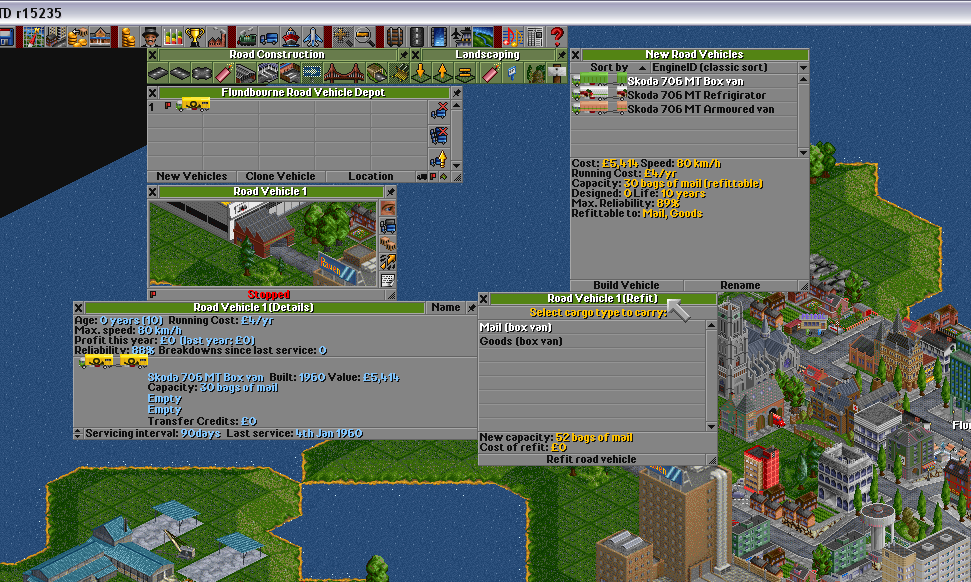 TD r15235
Road Construction
Landscaping
Flundbourne Road Vehicle Depot
1
New Vehicles
Clone Vehicle
Location
Road Vehicle 1
Stopped
Road Vehicle 1 (Details)
Name
Age: 0 years (10) Running Cost: £4/yr
Max. speed: 80 km/h
Profit this year: £0 (last year: £0)
Reliability: 88% Breakdowns since last service: 0
Skoda 706 MT Box van Built: 1960 Value: £5,414
Capacity: 30 bags of mail
Empty
Empty
Transfer Credits: £0
Servicing interval: 90days Last service: 4th Jan 1960
New Road Vehicles
Sort by
EngineID (classic sort)
Skoda 706 MT Box van
Skoda 706 MT Refrigirator
Skoda 706 MT Armoured van
Cost: £5,414 Speed: 80 km/h
Running Cost: £4/yr
Capacity: 30 bags of mail (refittable)
Designed: 0 Life: 10 years
Max. Reliability: 89%
Refittable to: Mail, Goods
Build Vehicle
Rename
Road Vehicle 1 (Refit)
Select cargo type to carry:
Mail (box van)
Goods (box van)
New capacity: 52 bags of mail
Cost of refit: £0
Refit road vehicle
PETROL
Flu